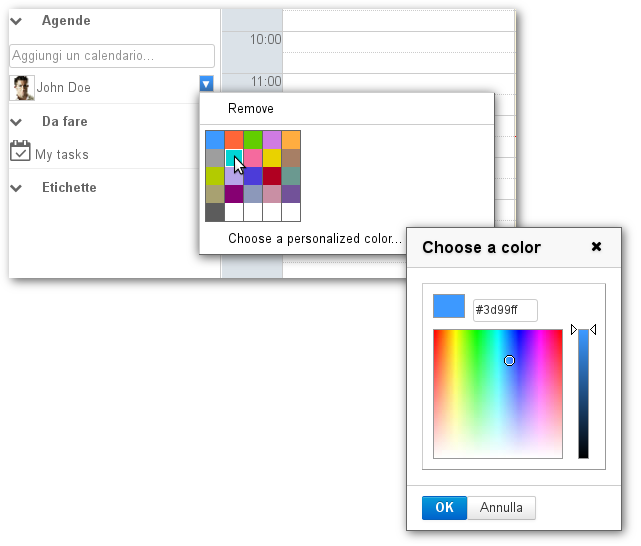 Agende
Aggiungi un calendario...
John Doe
Da fare
My tasks
Etichette
10:00
11:00
Remove
Choose a personalized color...
Choose a color
#3d99ff
OK
Annulla